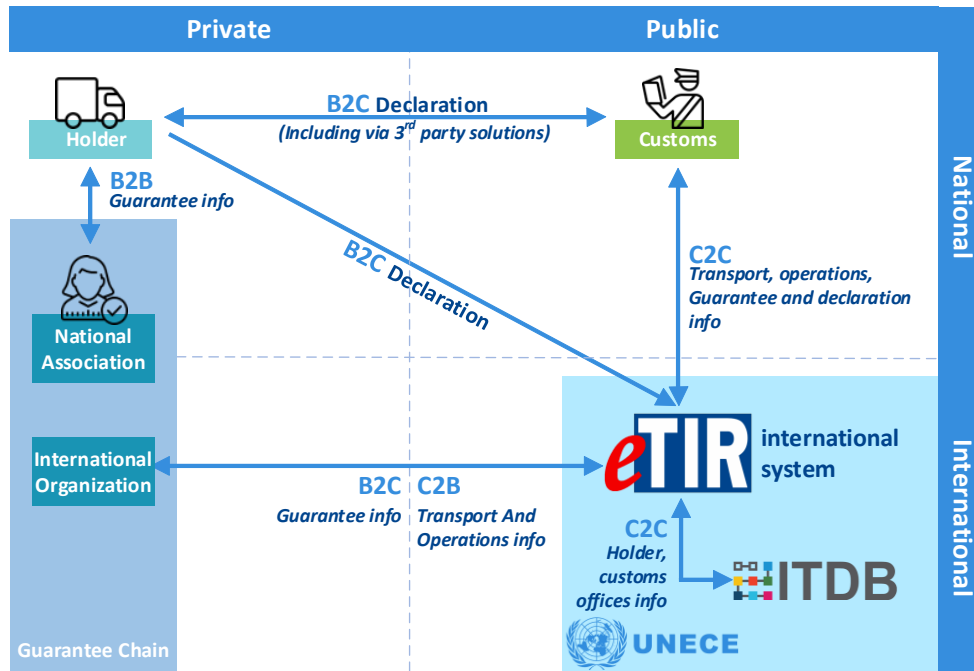 Private
Public
National
International
Holder
B2C Declaration
(Including via 3rd party solutions)
Customs
B2B
Guarantee info
B2C Declaration
C2C
Transport, operations,
Guarantee and declaration
info
National
Association
International
Organization
B2C
Guarantee info
C2B
Transport And
Operations info
eTIR
international
system
C2C
Holder,
customs
offices info
ITDB
UNECE
Guarantee Chain